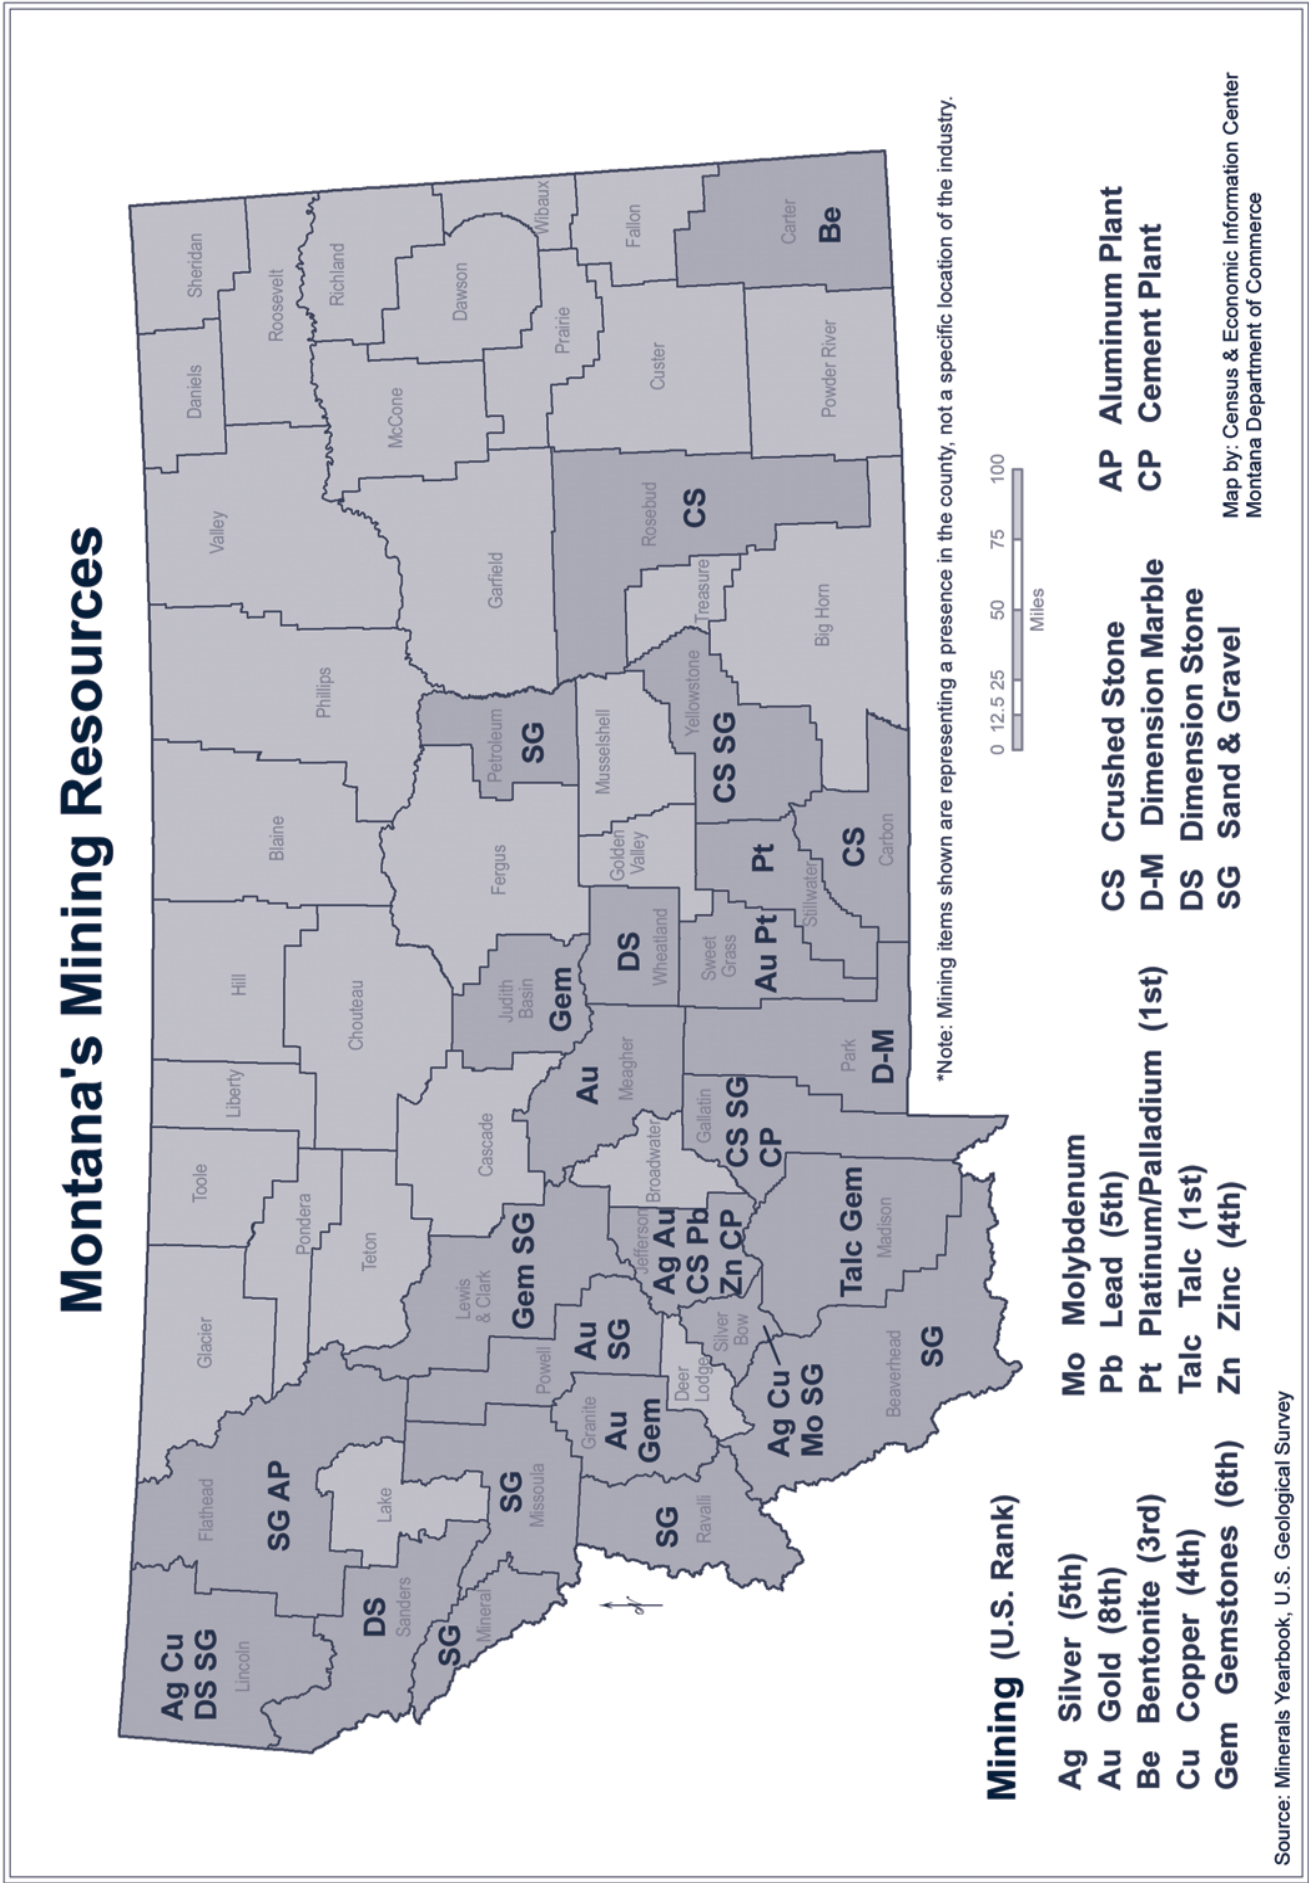 Montana's Mining Resources
Lincoln
Ag Cu
DS SG
Flathead
SG AP
Glacier
Toole
Liberty
Hill
Blaine
Phillips
Valley
Daniels
Sheridan
Roosevelt
Richland
Pondera
Teton
Chouteau
Sanders
DS
Lake
Mineral
SG
Missoula
SG
Lewis
& Clark
Gem SG
Cascade
Judith
Basin
Gem
Fergus
Petroleum
SG
Garfield
McCone
Dawson
Wibaux
Prairie
Powell
Au
SG
Granite
Au
Gem
Ravalli
SG
Deer
Lodge
Silver
Bow
Ag Cu
Mo SG
Jefferson
Ag Au
CS Pb
Zn CP
Broadwater
Meagher
Au
Wheatland
DS
Golden
Valley
Musselshell
Treasure
Rosebud
CS
Custer
Fallon
Beaverhead
SG
Madison
Talc Gem
Gallatin
CS SG
CP
Park
D-M
Sweet
Grass
Au Pt
Stillwater
Pt
Carbon
CS
Yellowstone
CS SG
Big Horn
Powder River
Carter
Be
*Note: Mining items shown are representing a presence in the county, not a specific location of the industry.
0 12.5 25 50 75 100
Miles
Mining (U.S. Rank)
Ag Silver (5th)
Au Gold (8th)
Be Bentonite (3rd)
Cu Copper (4th)
Gem Gemstones (6th)
Mo Molybdenum
Pb Lead (5th)
Pt Platinum/Palladium (1st)
Talc Talc (1st)
Zn Zinc (4th)
CS Crushed Stone
D-M Dimension Marble
DS Dimension Stone
SG Sand & Gravel
AP Aluminum Plant
CP Cement Plant
Source: Minerals Yearbook, U.S. Geological Survey
Map by: Census & Economic Information Center
Montana Department of Commerce